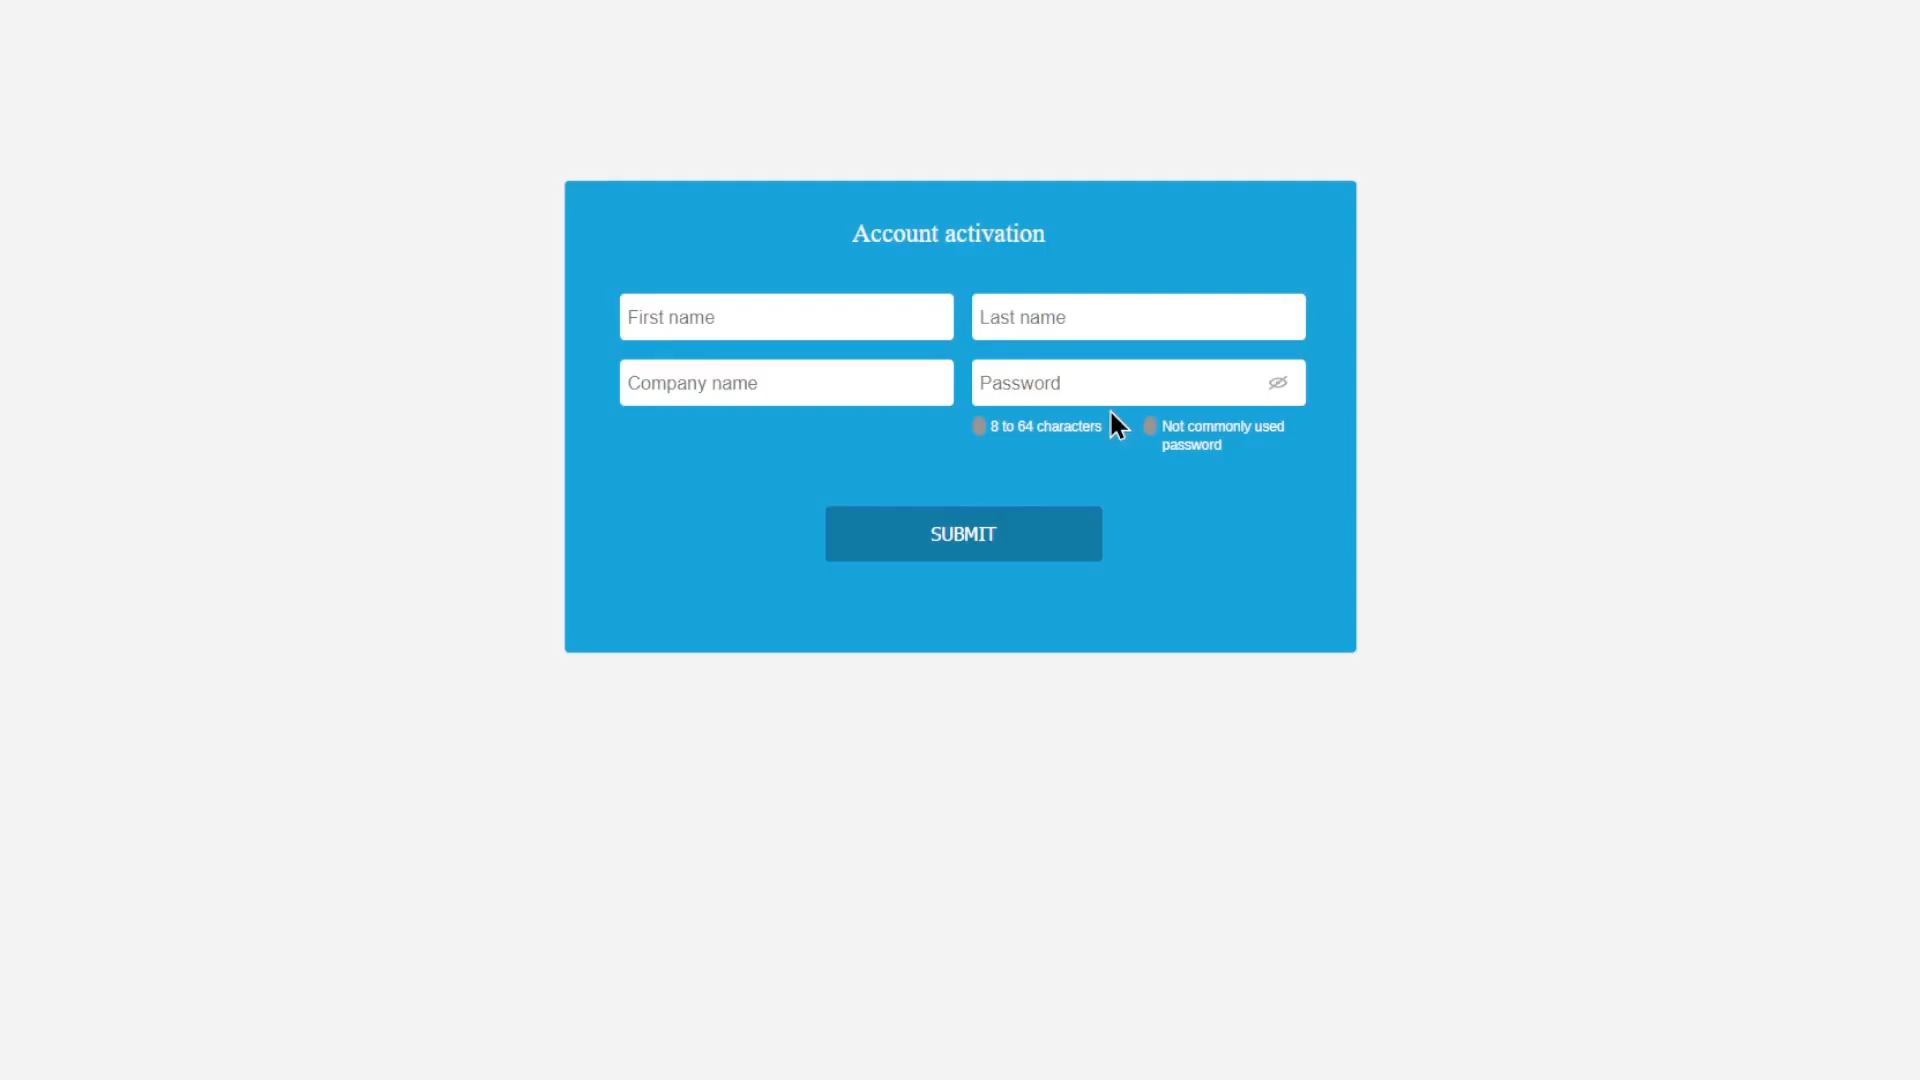 Account activation
First name
Last name
Company name
Password
8 to 64 characters
Not commonly used
password
SUBMIT